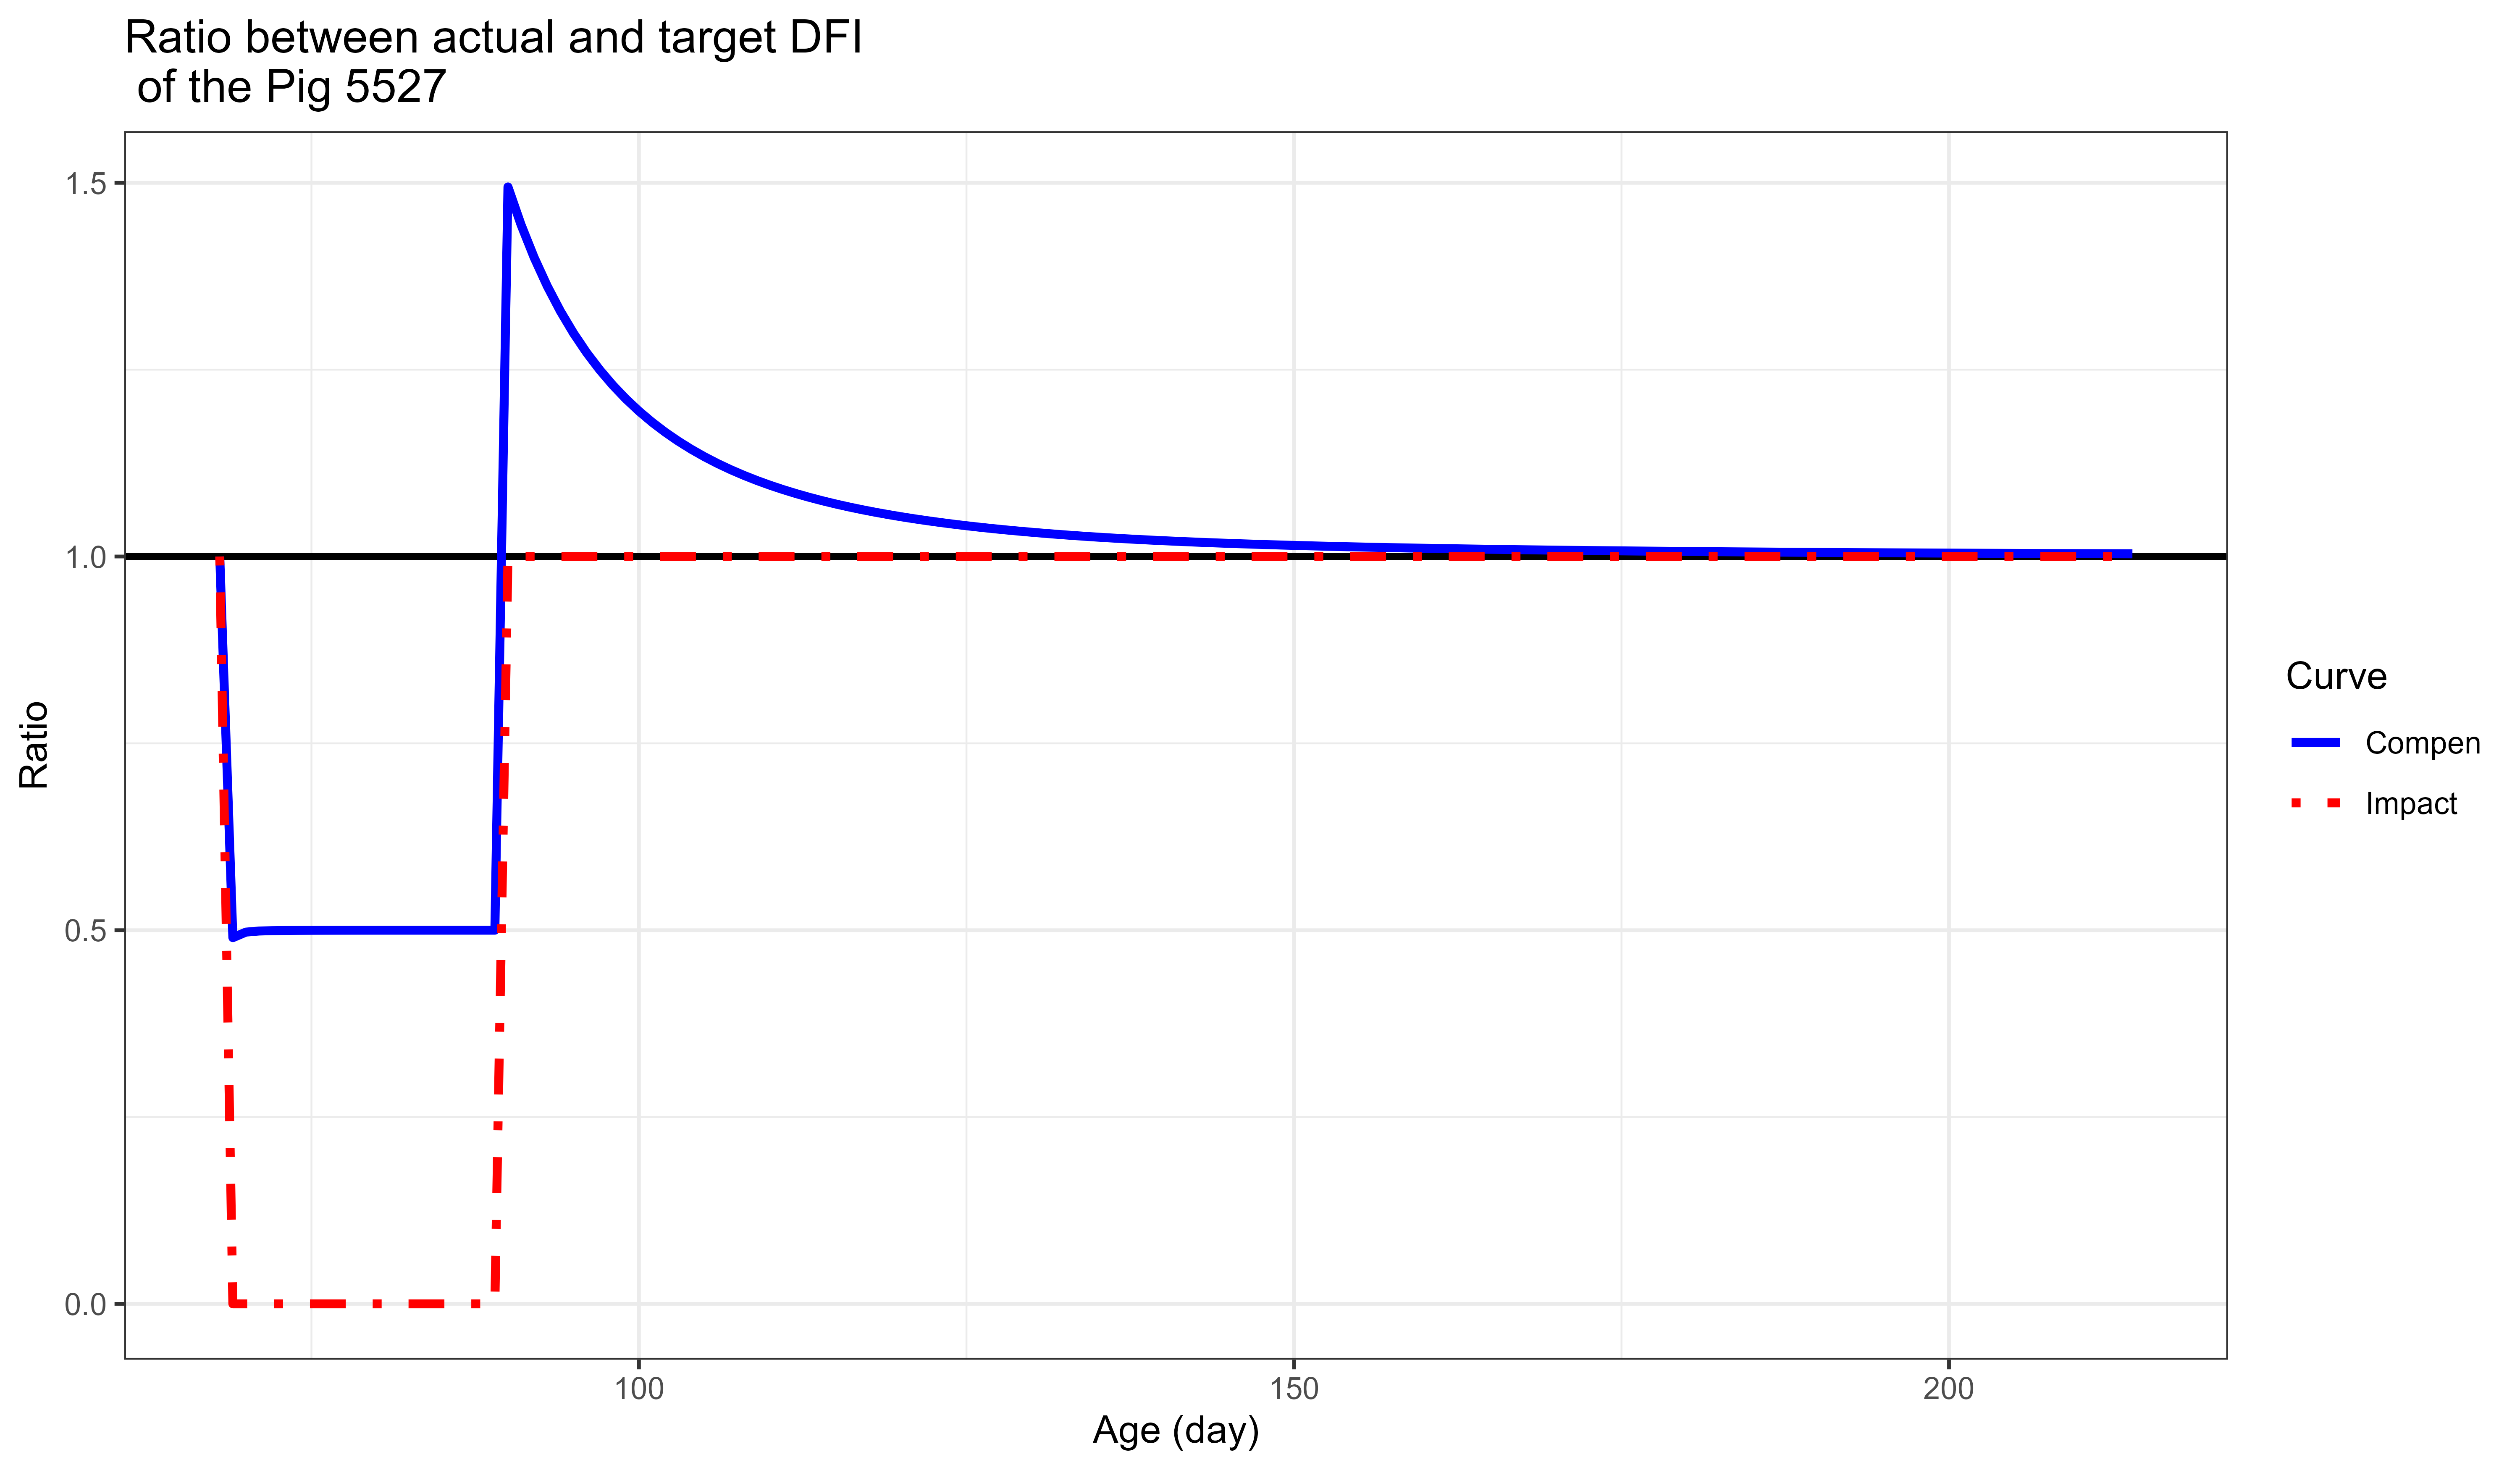 Ratio between actual and target DFI
of the Pig 5527
1.5
1.0
0.5
0.0
Ratio
100
150
200
Age (day)
Curve
Compen
Impact